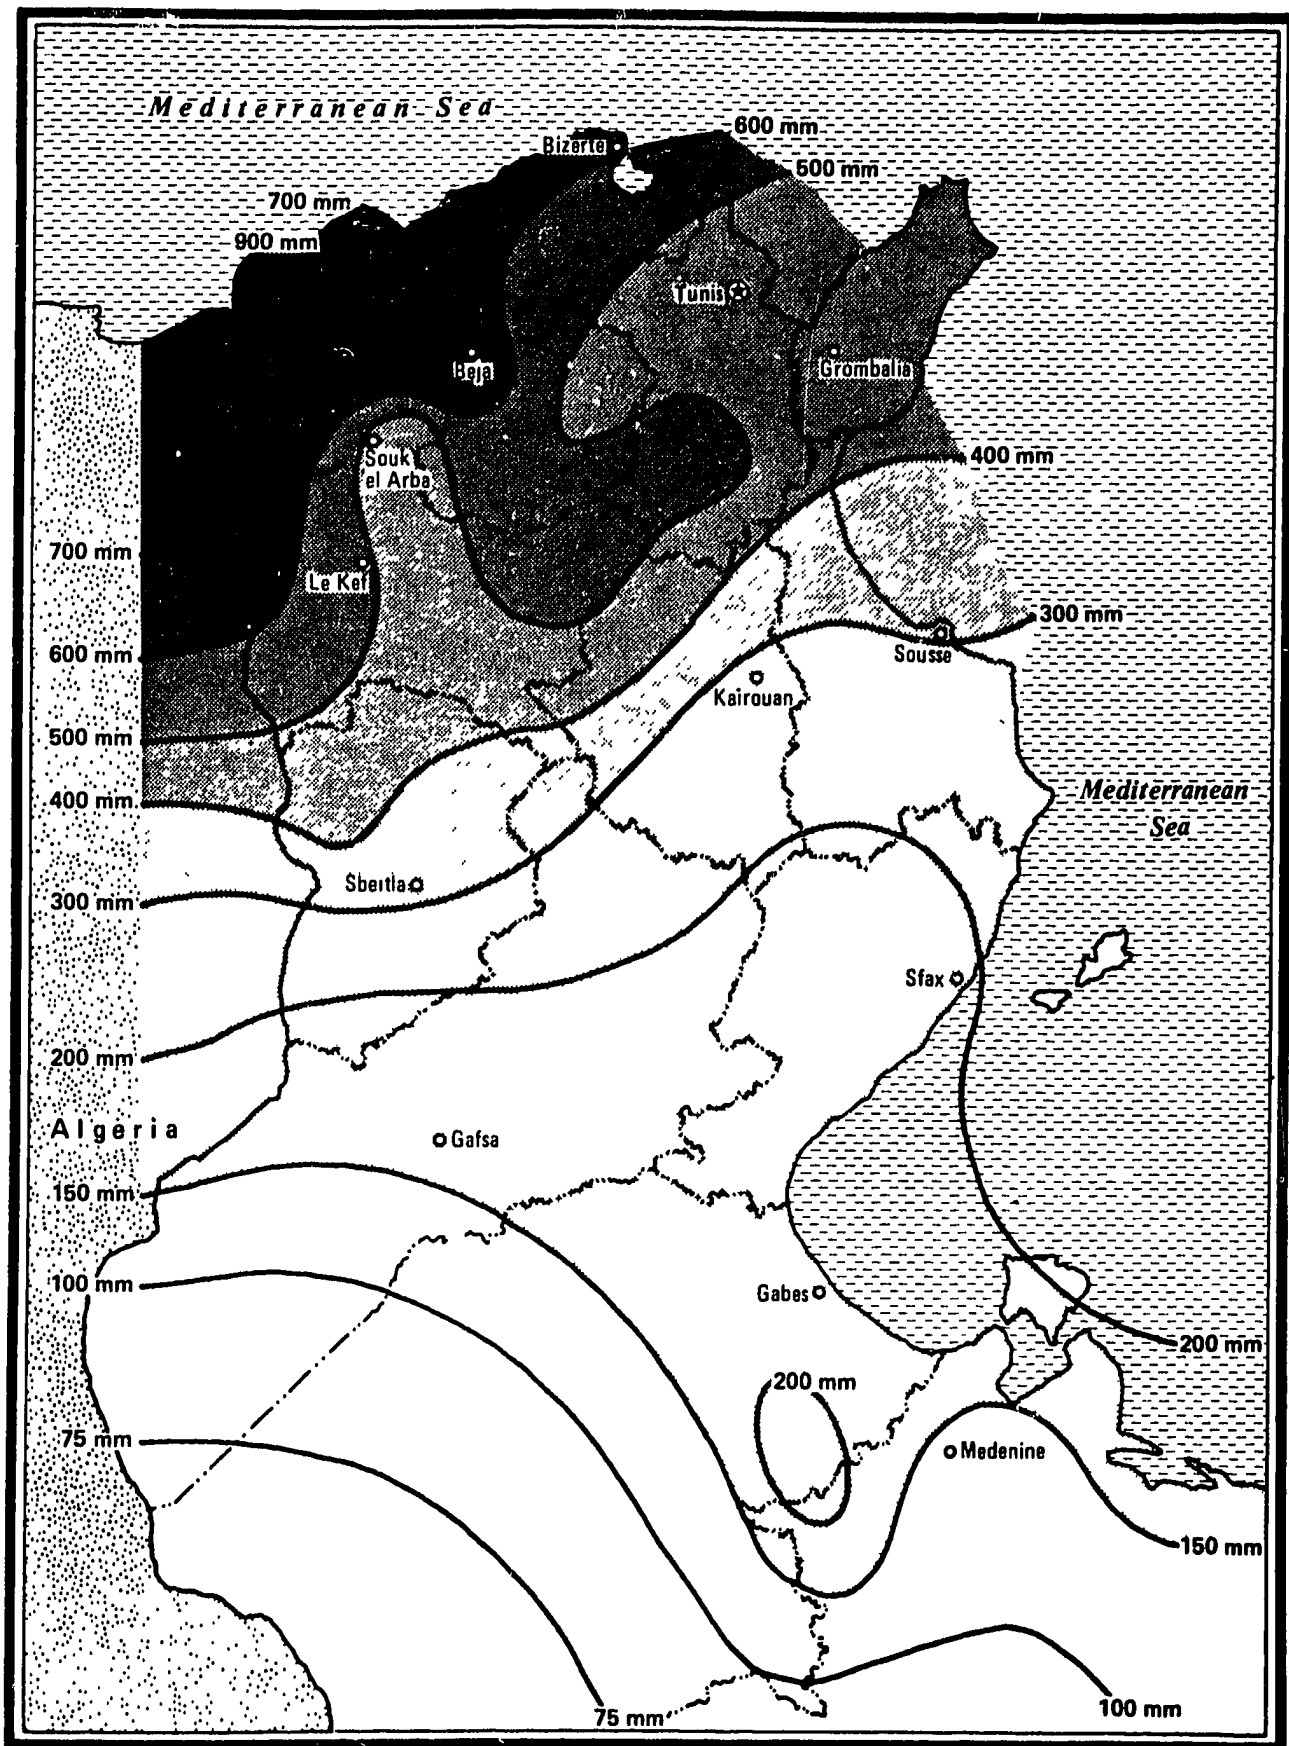 Mediterranean Sea
600 mm
Bizerte
500 mm
700 mm
900 mm
Tunis
Beja
Grombalia
Souk
el Arba
400 mm
700 mm
Le Kef
300 mm
600 mm
Sousse
Kairouan
500 mm
400 mm
Mediterranean
Sea
Sbeitla
300 mm
Sfax
200 mm
Algeria
Gafsa
150 mm
100 mm
Gabes
200 mm
200 mm
75 mm
Medenine
150 mm
100 mm
75 mm